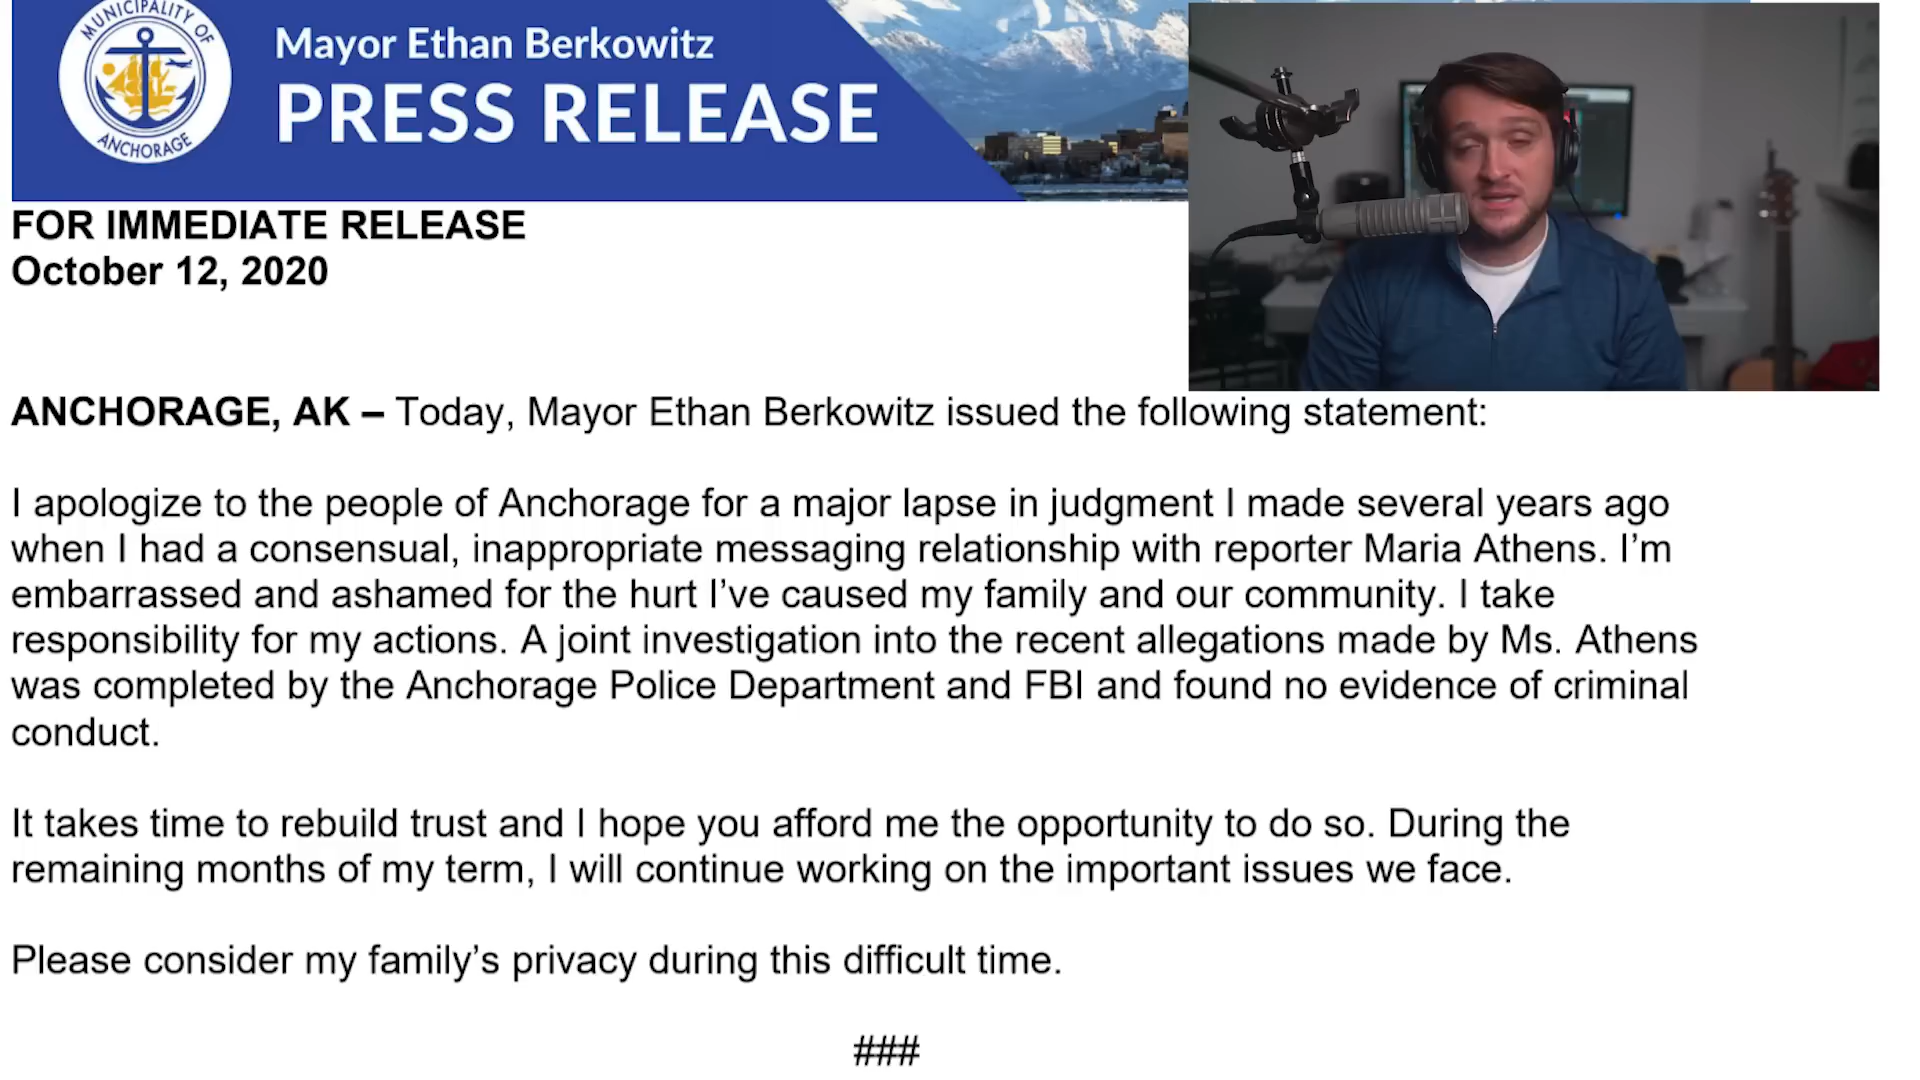 MUNICIPALITY OF
ANCHORAGE
Mayor Ethan Berkowitz
PRESS RELEASE
FOR IMMEDIATE RELEASE
October 12, 2020
ANCHORAGE, AK – Today, Mayor Ethan Berkowitz issued the following statement:
I apologize to the people of Anchorage for a major lapse in judgment I made several years ago
when I had a consensual, inappropriate messaging relationship with reporter Maria Athens. I’m
embarrassed and ashamed for the hurt I’ve caused my family and our community. I take
responsibility for my actions. A joint investigation into the recent allegations made by Ms. Athens
was completed by the Anchorage Police Department and FBI and found no evidence of criminal
conduct.
It takes time to rebuild trust and I hope you afford me the opportunity to do so. During the
remaining months of my term, I will continue working on the important issues we face.
Please consider my family’s privacy during this difficult time.
###